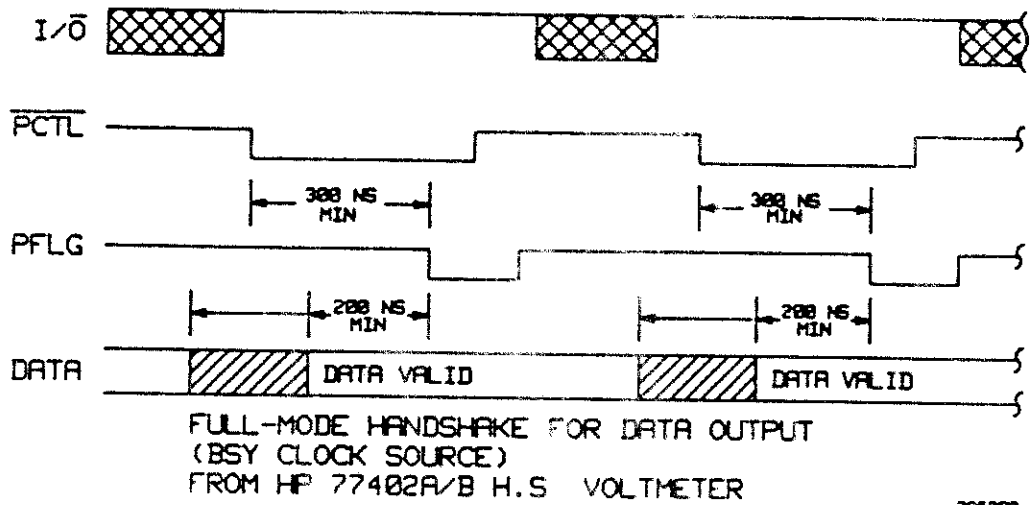 I/O̅
P̅C̅T̅L̅
300 NS
MIN
300 NS
MIN
PFLG
200 NS
MIN
200 NS
MIN
DATA
DATA VALID
DATA VALID
FULL-MODE HANDSHAKE FOR DATA OUTPUT
(BSY CLOCK SOURCE)
FROM HP 77402A/B H.S VOLTMETER